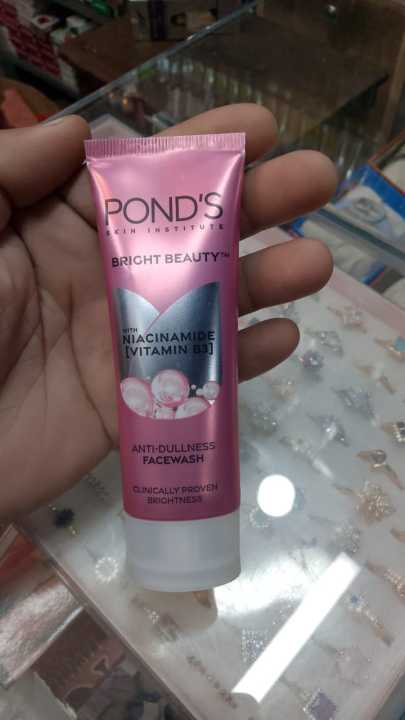 POND'S
SKIN INSTITUTE
BRIGHT BEAUTY™
WITH
NIACINAMIDE
[VITAMIN B3]
ANTI-DULLNESS
FACEWASH
CLINICALLY PROVEN
BRIGHTNESS